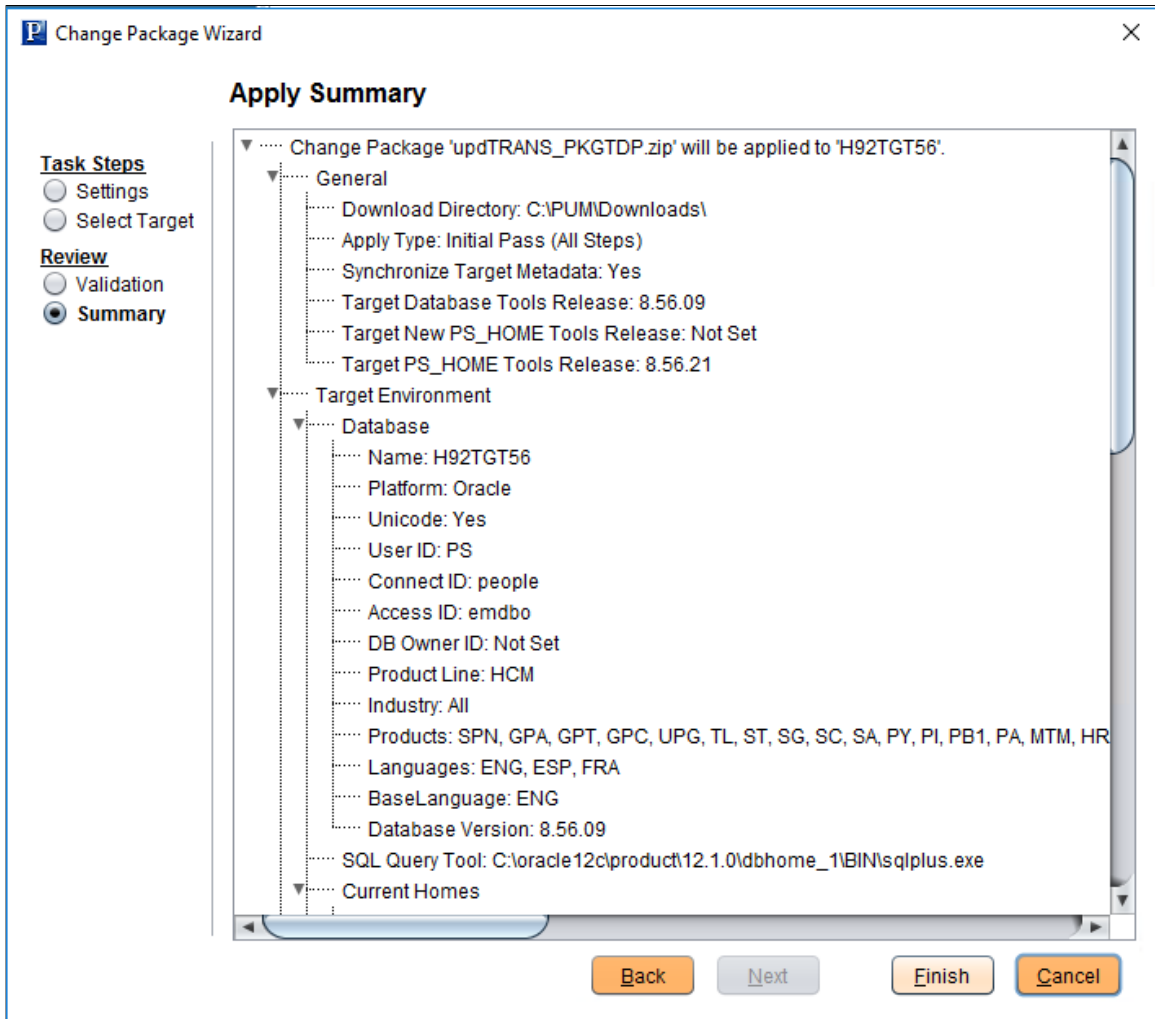 Change Package Wizard
Apply Summary
Task Steps
Settings
Select Target
Review
Validation
Summary
Change Package 'updTRANS_PKGTDP.zip' will be applied to 'H92TGT56'.
General
Download Directory: C:\PUM\Downloads\
Apply Type: Initial Pass (All Steps)
Synchronize Target Metadata: Yes
Target Database Tools Release: 8.56.09
Target New PS_HOME Tools Release: Not Set
Target PS_HOME Tools Release: 8.56.21
Target Environment
Database
Name: H92TGT56
Platform: Oracle
Unicode: Yes
User ID: PS
Connect ID: people
Access ID: emdbo
DB Owner ID: Not Set
Product Line: HCM
Industry: All
Products: SPN, GPA, GPT, GPC, UPG, TL, ST, SG, SC, SA, PY, PI, PB1, PA, MTM, HR
Languages: ENG, ESP, FRA
BaseLanguage: ENG
Database Version: 8.56.09
SQL Query Tool: C:\oracle12c\product\12.1.0\dbhome_1\BIN\sqlplus.exe
Current Homes
Back Next Finish Cancel